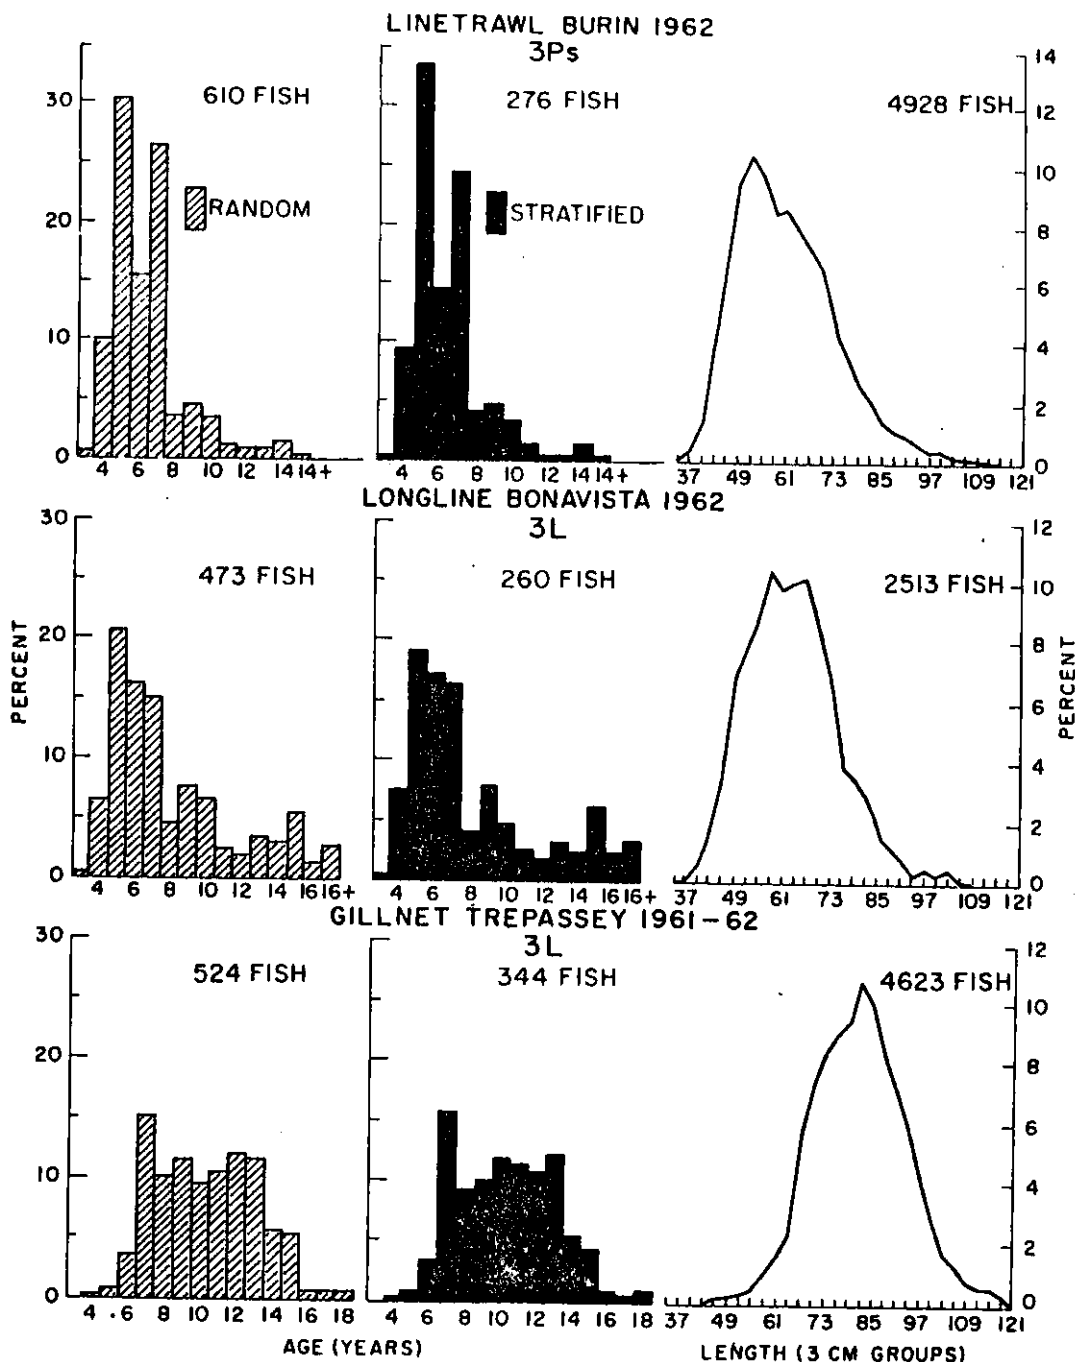 LINETRAWL BURIN 1962
3Ps
610 FISH 276 FISH 4928 FISH
RANDOM STRATIFIED
30
20
10
0
14
12
10
8
6
4
2
0
4 6 8 10 12 14 14+
4 6 8 10 12 14 14+
37 49 61 73 85 97 109 121
LONGLINE BONAVISTA 1962
3L
473 FISH 260 FISH 2513 FISH
30
20
10
0
PERCENT
12
10
8
6
4
2
0
PERCENT
4 6 8 10 12 14 16 16+
4 6 8 10 12 14 16 16+
37 49 61 73 85 97 109 121
GILLNET TREPASSEY 1961-62
3L
524 FISH 344 FISH 4623 FISH
30
20
10
0
12
10
8
6
4
2
0
4 6 8 10 12 14 16 18
4 6 8 10 12 14 16 18
37 49 61 73 85 97 109 121
AGE (YEARS) LENGTH (3 CM GROUPS)